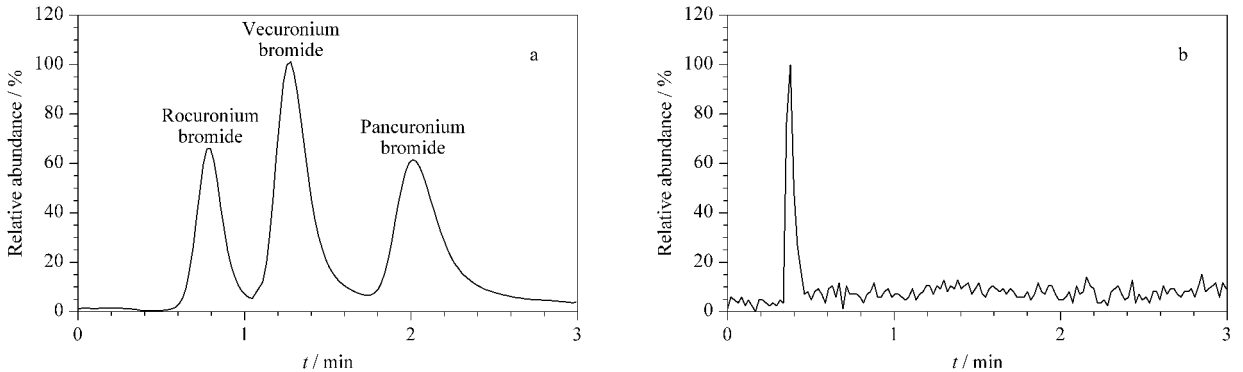 120
100
80
60
40
20
0
Relative abundance / %
0 1 2 3
t / min
Rocuronium
bromide
Vecuronium
bromide
Pancuronium
bromide
a
120
100
80
60
40
20
0
Relative abundance / %
0 1 2 3
t / min
b